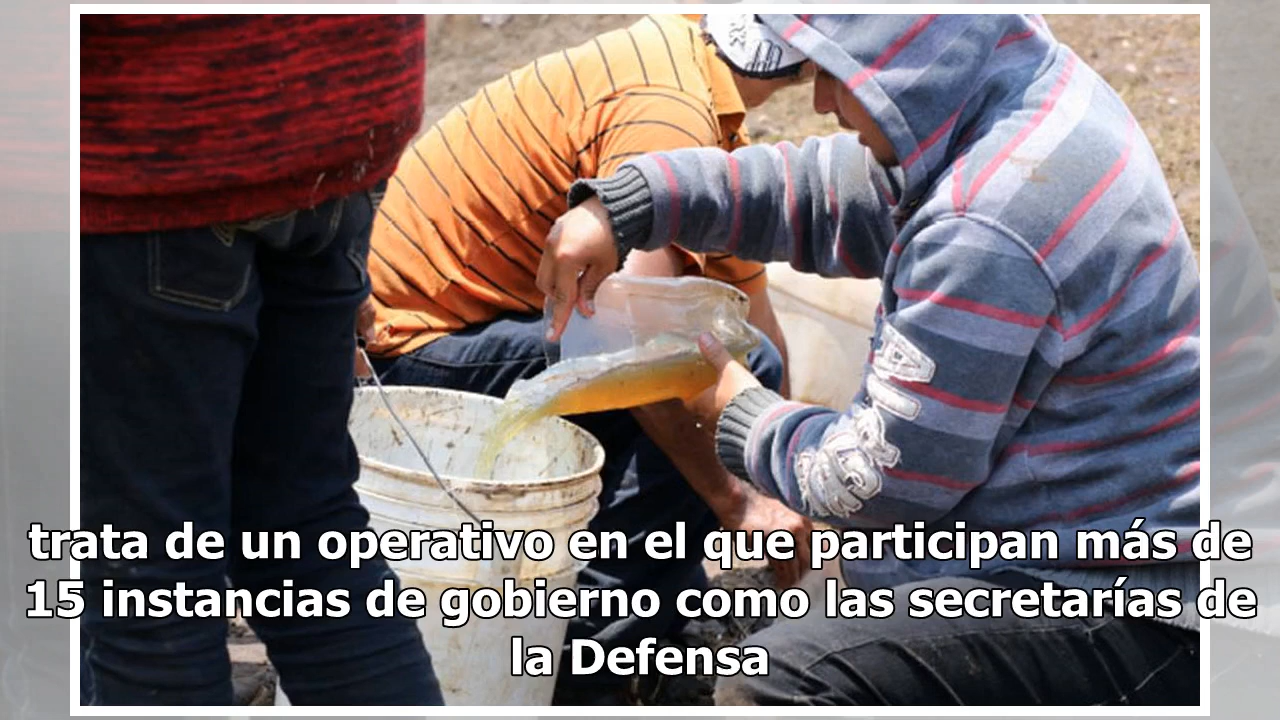 trata de un operativo en el que participan más de
15 instancias de gobierno como las secretarías de
la Defensa